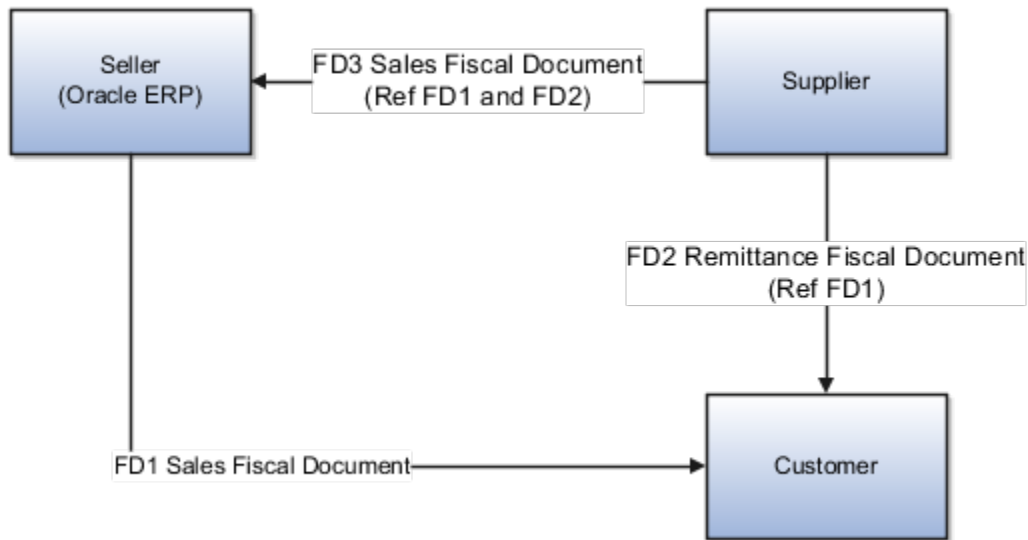 Seller
(Oracle ERP)
FD3 Sales Fiscal Document
(Ref FD1 and FD2)
Supplier
FD2 Remittance Fiscal Document
(Ref FD1)
FD1 Sales Fiscal Document
Customer